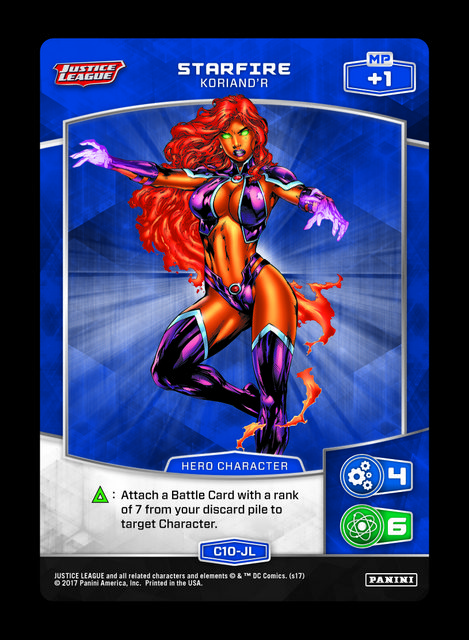 JUSTICE
LEAGUE
STARFIRE
KORIAND'R
MP
+1
HERO CHARACTER
4
: Attach a Battle Card with a rank
of 7 from your discard pile to
target Character.
6
C10-JL
JUSTICE LEAGUE and all related characters and elements © & ™ DC Comics. (s17)
© 2017 Panini America, Inc. Printed in the USA.
PANINI